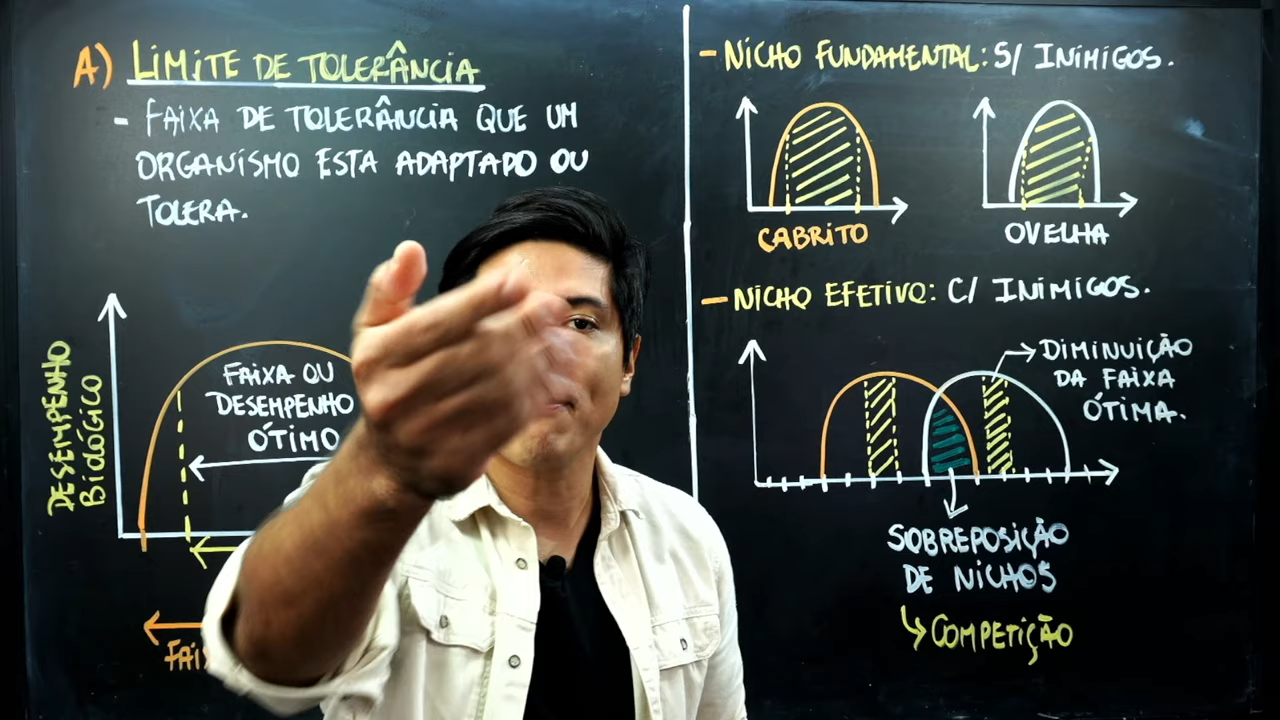 A) LIMITE DE TOLERÂNCIA
- FAIXA DE TOLERÂNCIA QUE UM
ORGANISMO ESTA ADAPTADO OU
TOLERA.
DESEMPENHO
BIOLÓGICO
FAIXA OU
DESEMPENHO
ÓTIMO
- NICHO FUNDAMENTAL: S/ INIMIGOS.
CABRITO
OVELHA
- NICHO EFETIVO: C/ INIMIGOS.
DIMINUIÇÃO
DA FAIXA
ÓTIMA.
SOBREPOSIÇÃO
DE NICHOS
COMPETIÇÃO